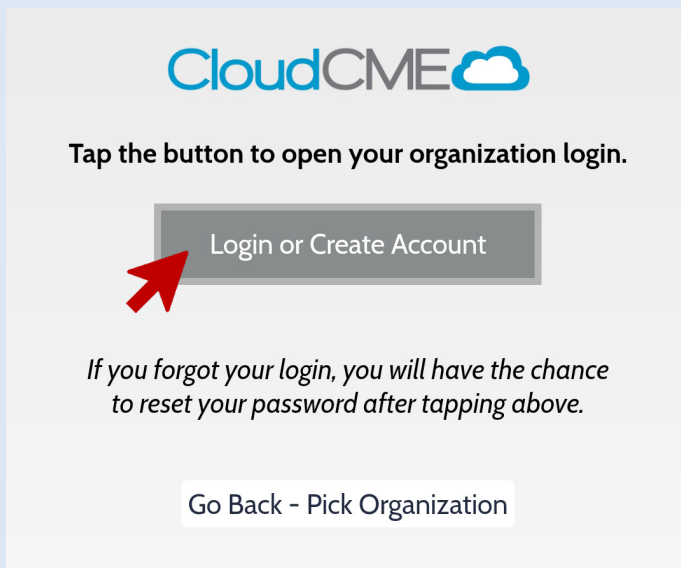 CloudCME
Tap the button to open your organization login.
Login or Create Account
If you forgot your login, you will have the chance
to reset your password after tapping above.
Go Back - Pick Organization